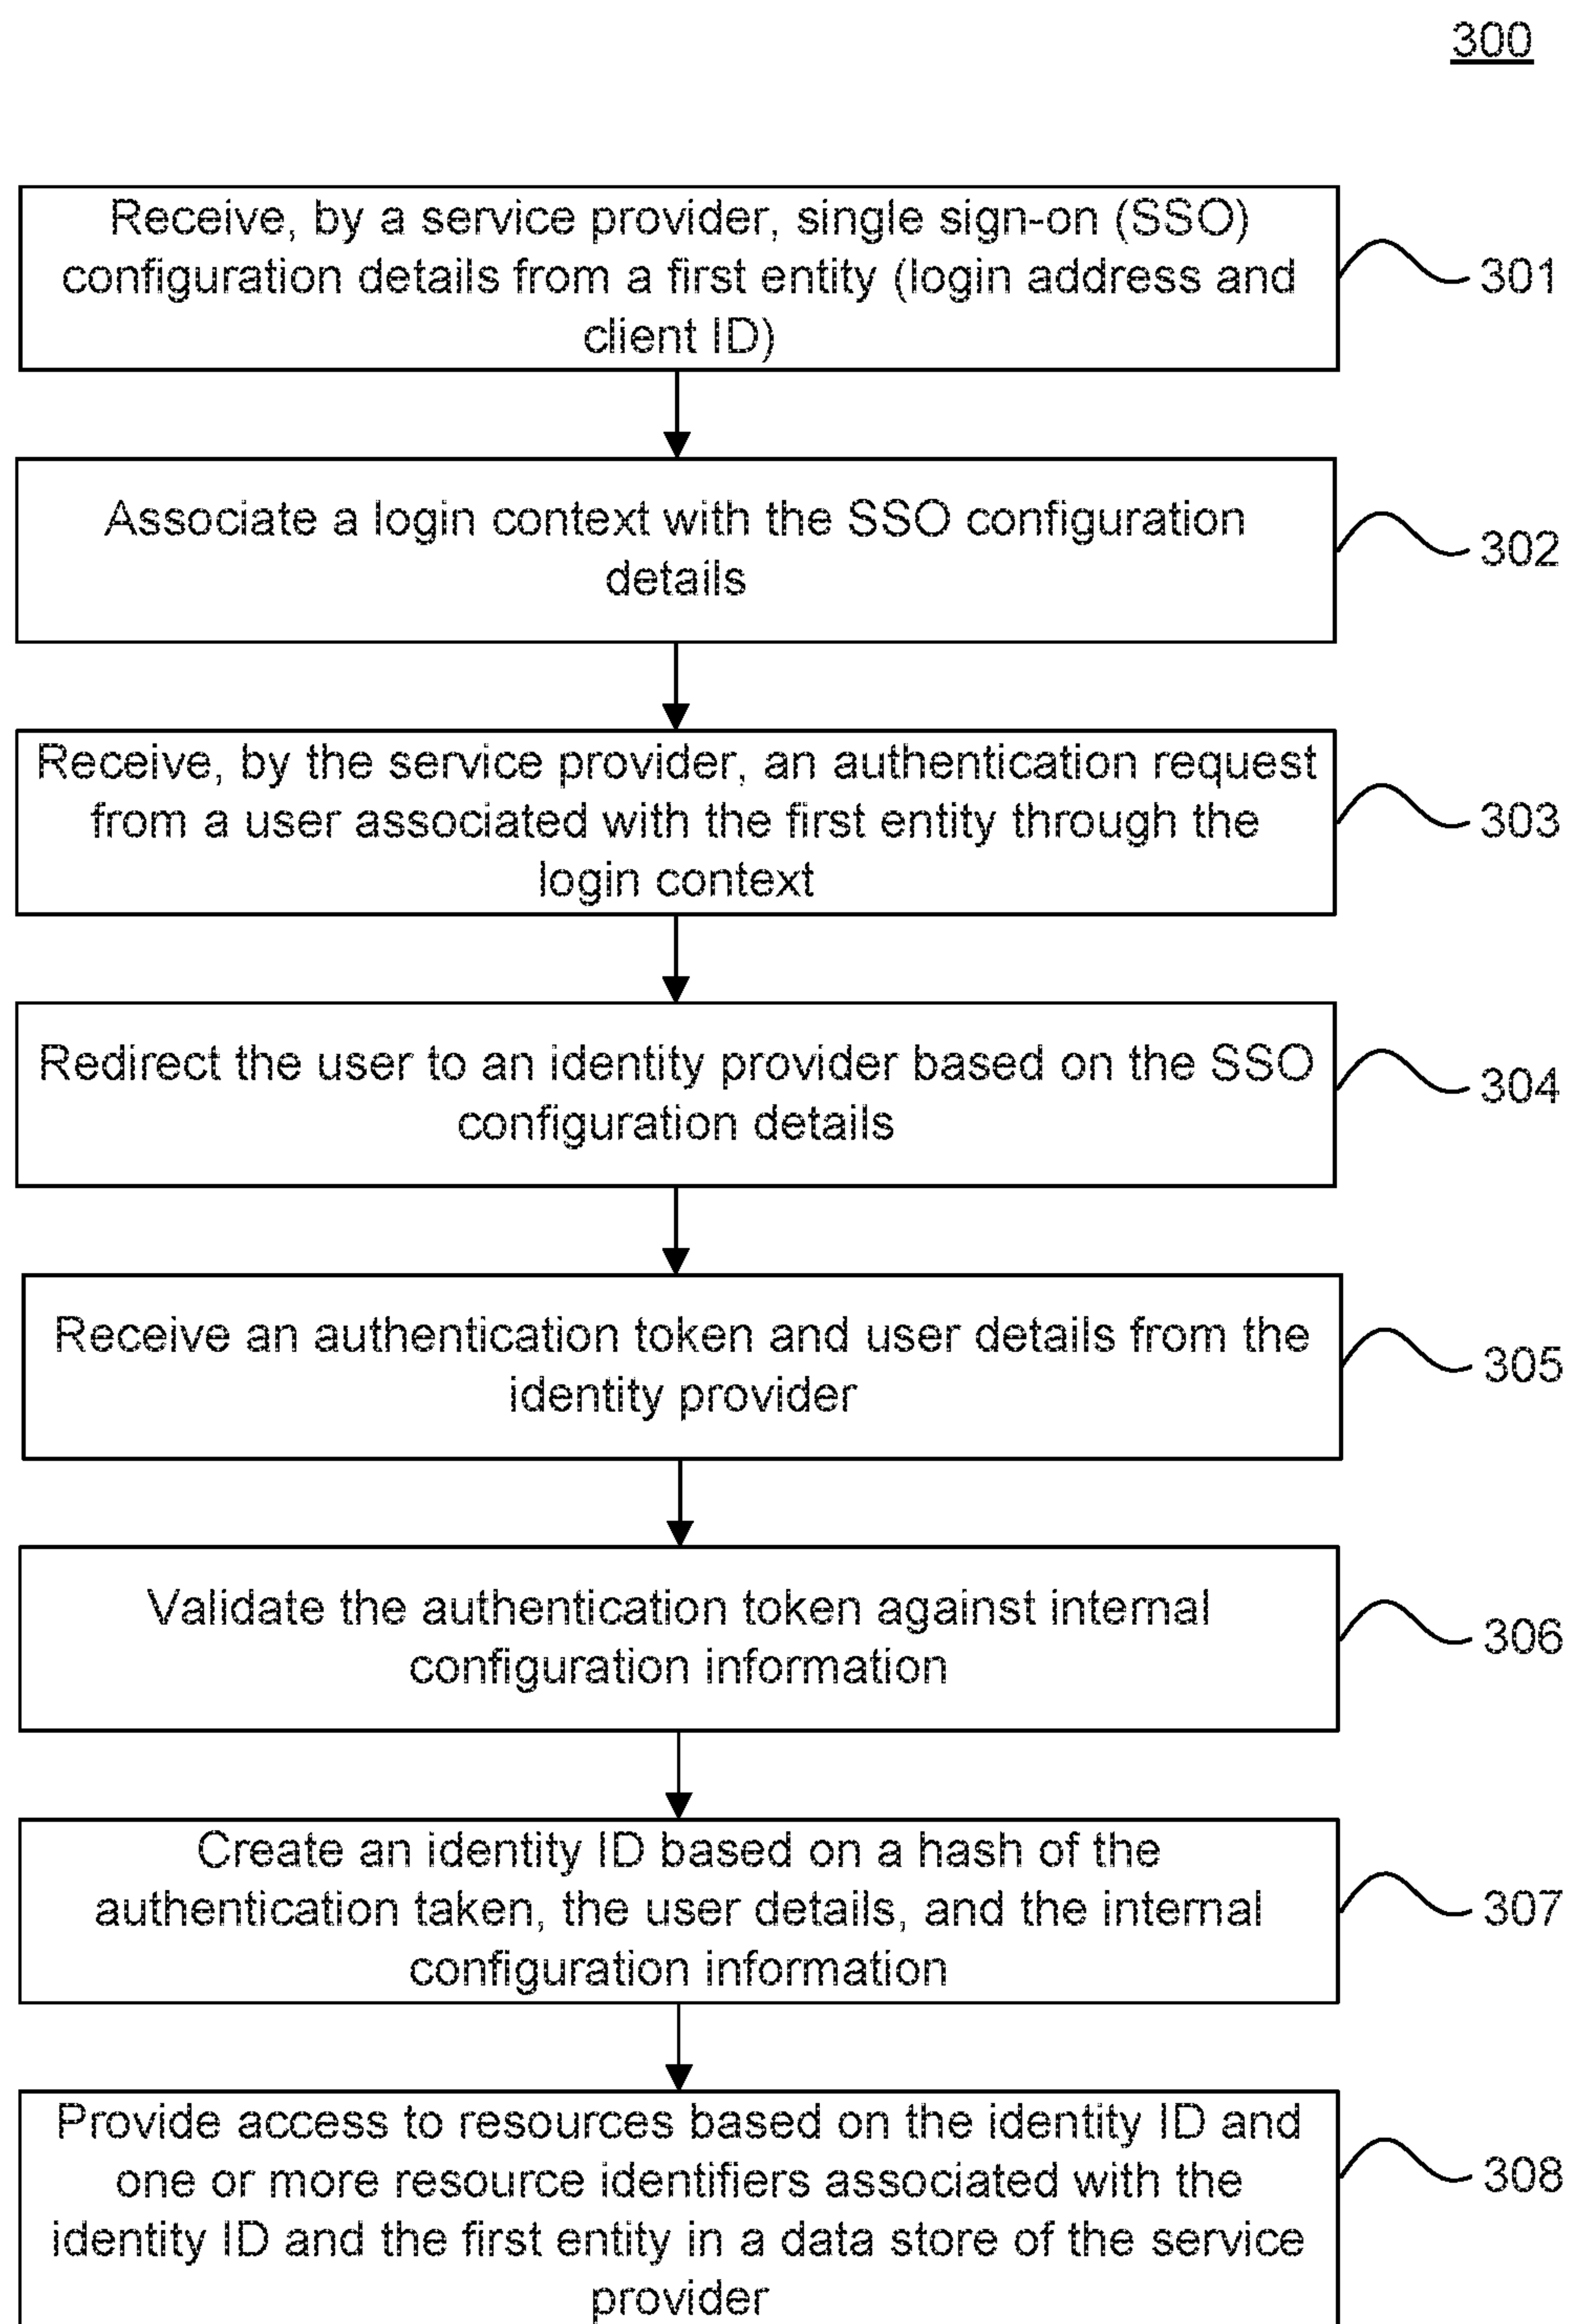 300
Receive, by a service provider, single sign-on (SSO)
configuration details from a first entity (login address and
client ID)
301
Associate a login context with the SSO configuration
details
302
Receive, by the service provider, an authentication request
from a user associated with the first entity through the
login context
303
Redirect the user to an identity provider based on the SSO
configuration details
304
Receive an authentication token and user details from the
identity provider
305
Validate the authentication token against internal
configuration information
306
Create an identity ID based on a hash of the
authentication taken, the user details, and the internal
configuration information
307
Provide access to resources based on the identity ID and
one or more resource identifiers associated with the
identity ID and the first entity in a data store of the service
provider
308